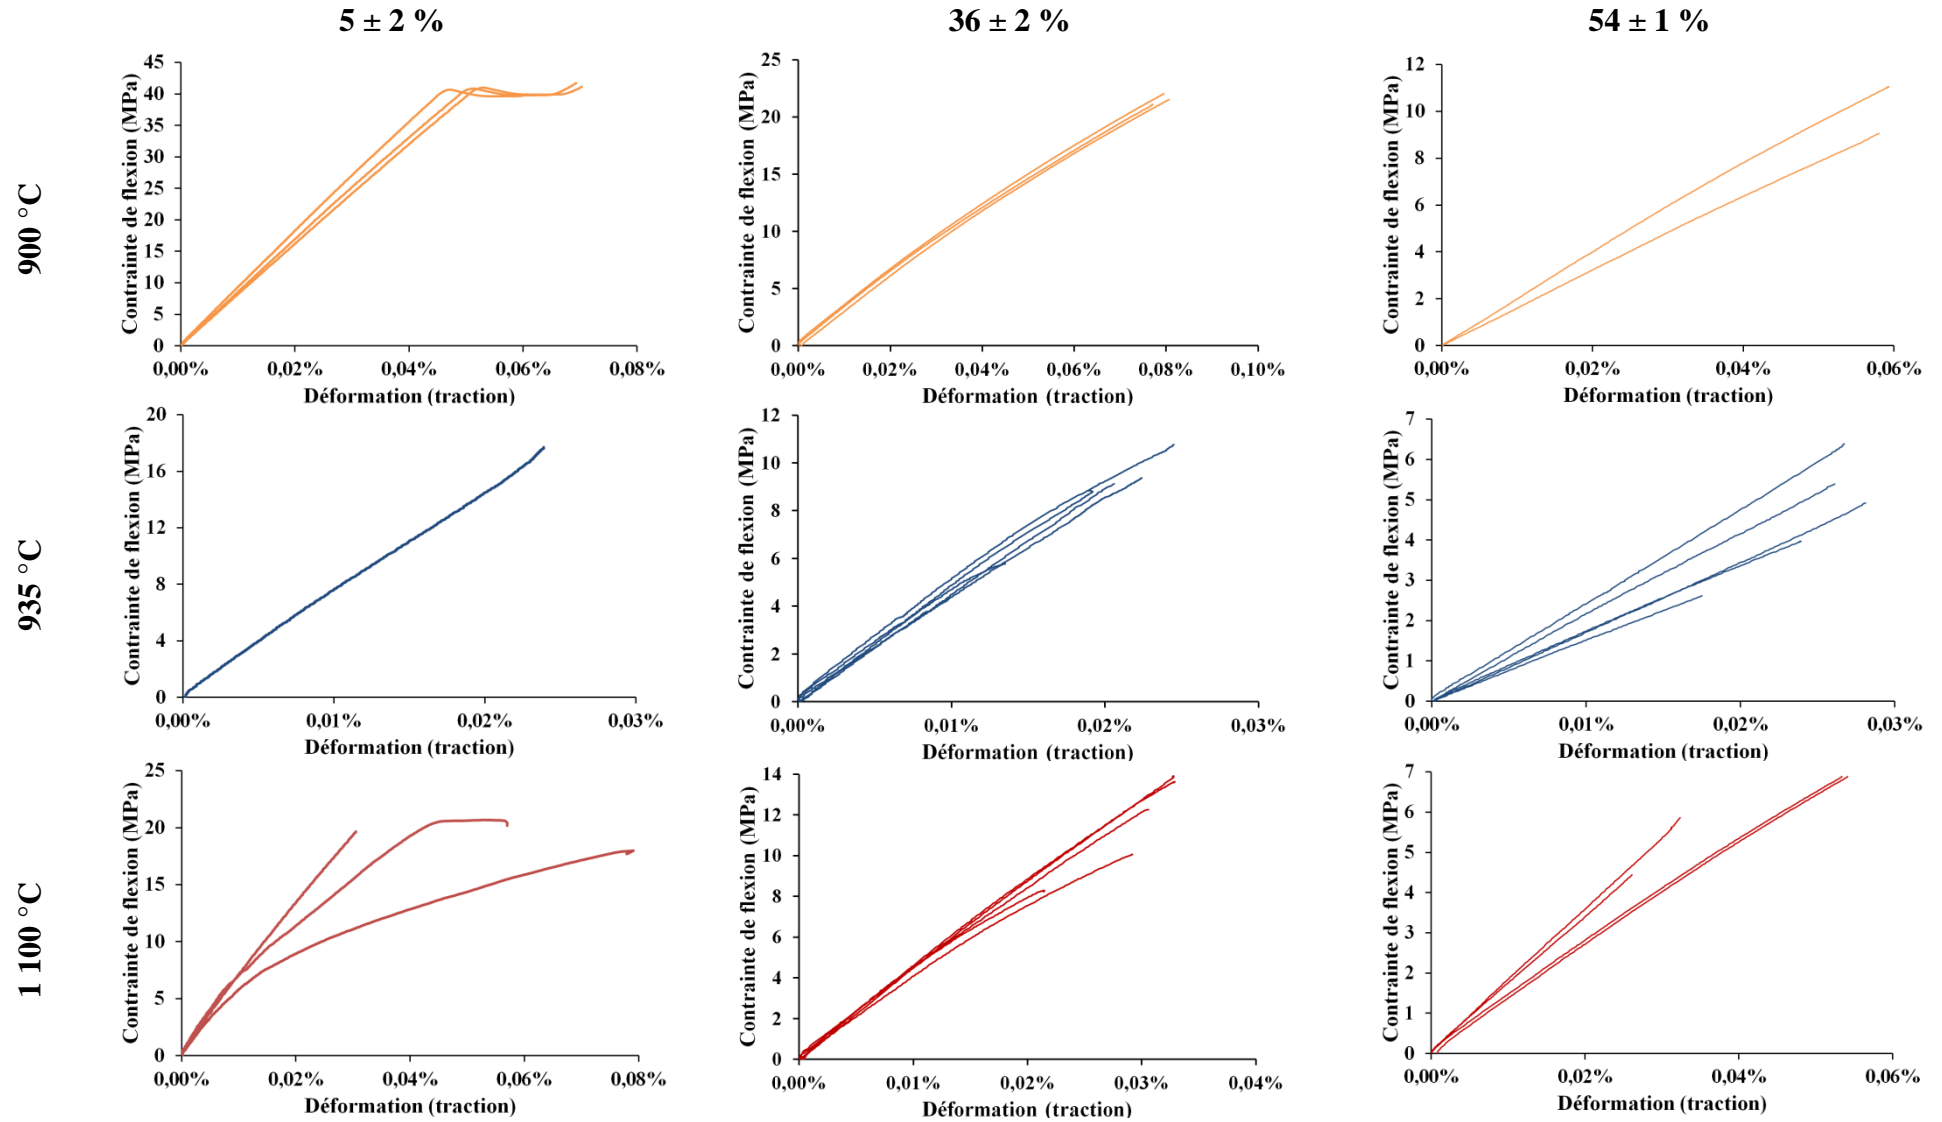 5 ± 2 %
36 ± 2 %
54 ± 1 %
900 °C
Contrainte de flexion (MPa)
45
40
35
30
25
20
15
10
5
0
0,00% 0,02% 0,04% 0,06% 0,08%
Déformation (traction)
Contrainte de flexion (MPa)
25
20
15
10
5
0
0,00% 0,02% 0,04% 0,06% 0,08% 0,10%
Déformation (traction)
Contrainte de flexion (MPa)
12
10
8
6
4
2
0
0,00% 0,02% 0,04% 0,06%
Déformation (traction)
935 °C
Contrainte de flexion (MPa)
20
16
12
8
4
0
0,00% 0,01% 0,02% 0,03%
Déformation (traction)
Contrainte de flexion (MPa)
12
10
8
6
4
2
0
0,00% 0,01% 0,02% 0,03%
Déformation (traction)
Contrainte de flexion (MPa)
7
6
5
4
3
2
1
0
0,00% 0,01% 0,02% 0,03%
Déformation (traction)
1 100 °C
Contrainte de flexion (MPa)
25
20
15
10
5
0
0,00% 0,02% 0,04% 0,06% 0,08%
Déformation (traction)
Contrainte de flexion (MPa)
14
12
10
8
6
4
2
0
0,00% 0,01% 0,02% 0,03% 0,04%
Déformation (traction)
Contrainte de flexion (MPa)
7
6
5
4
3
2
1
0
0,00% 0,02% 0,04% 0,06%
Déformation (traction)